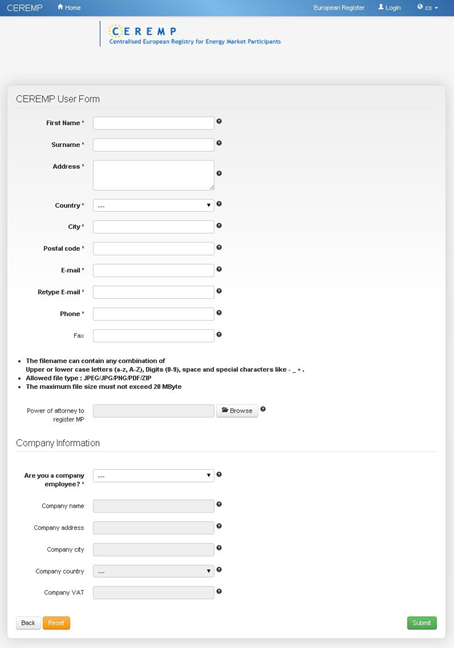 CEREMP Home European Register Login cs
CEREMP
Centralised European Registry for Energy Market Participants
CEREMP User Form
First Name *
Surname *
Address *
Country * ---
City *
Postal code *
E-mail *
Retype E-mail *
Phone *
Fax
• The filename can contain any combination of
Upper or lower case letters (a-z, A-Z), Digits (0-9), space and special characters like - _ + .
• Allowed file type : JPEG/JPG/PNG/PDF/ZIP
• The maximum file size must not exceed 20 MByte
Power of attorney to
register MP
Browse
Company Information
Are you a company
employee? *
---
Company name
Company address
Company city
Company country ---
Company VAT
Back Reset Submit